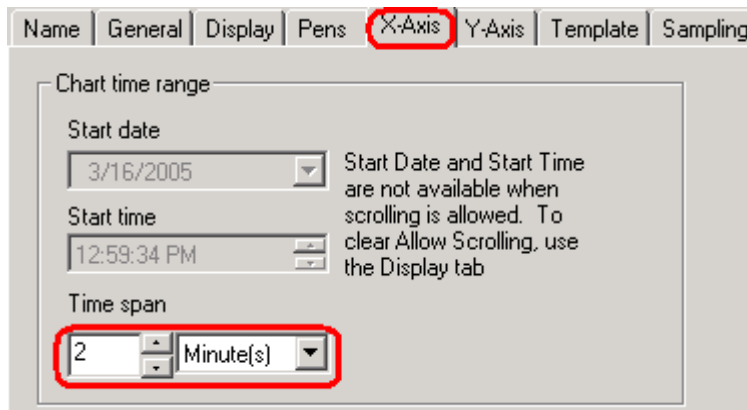 Name General Display Pens X-Axis Y-Axis Template Sampling
Chart time range
Start date
3/16/2005
Start time
12:59:34 PM
Start Date and Start Time
are not available when
scrolling is allowed. To
clear Allow Scrolling, use
the Display tab
Time span
2 Minute(s)